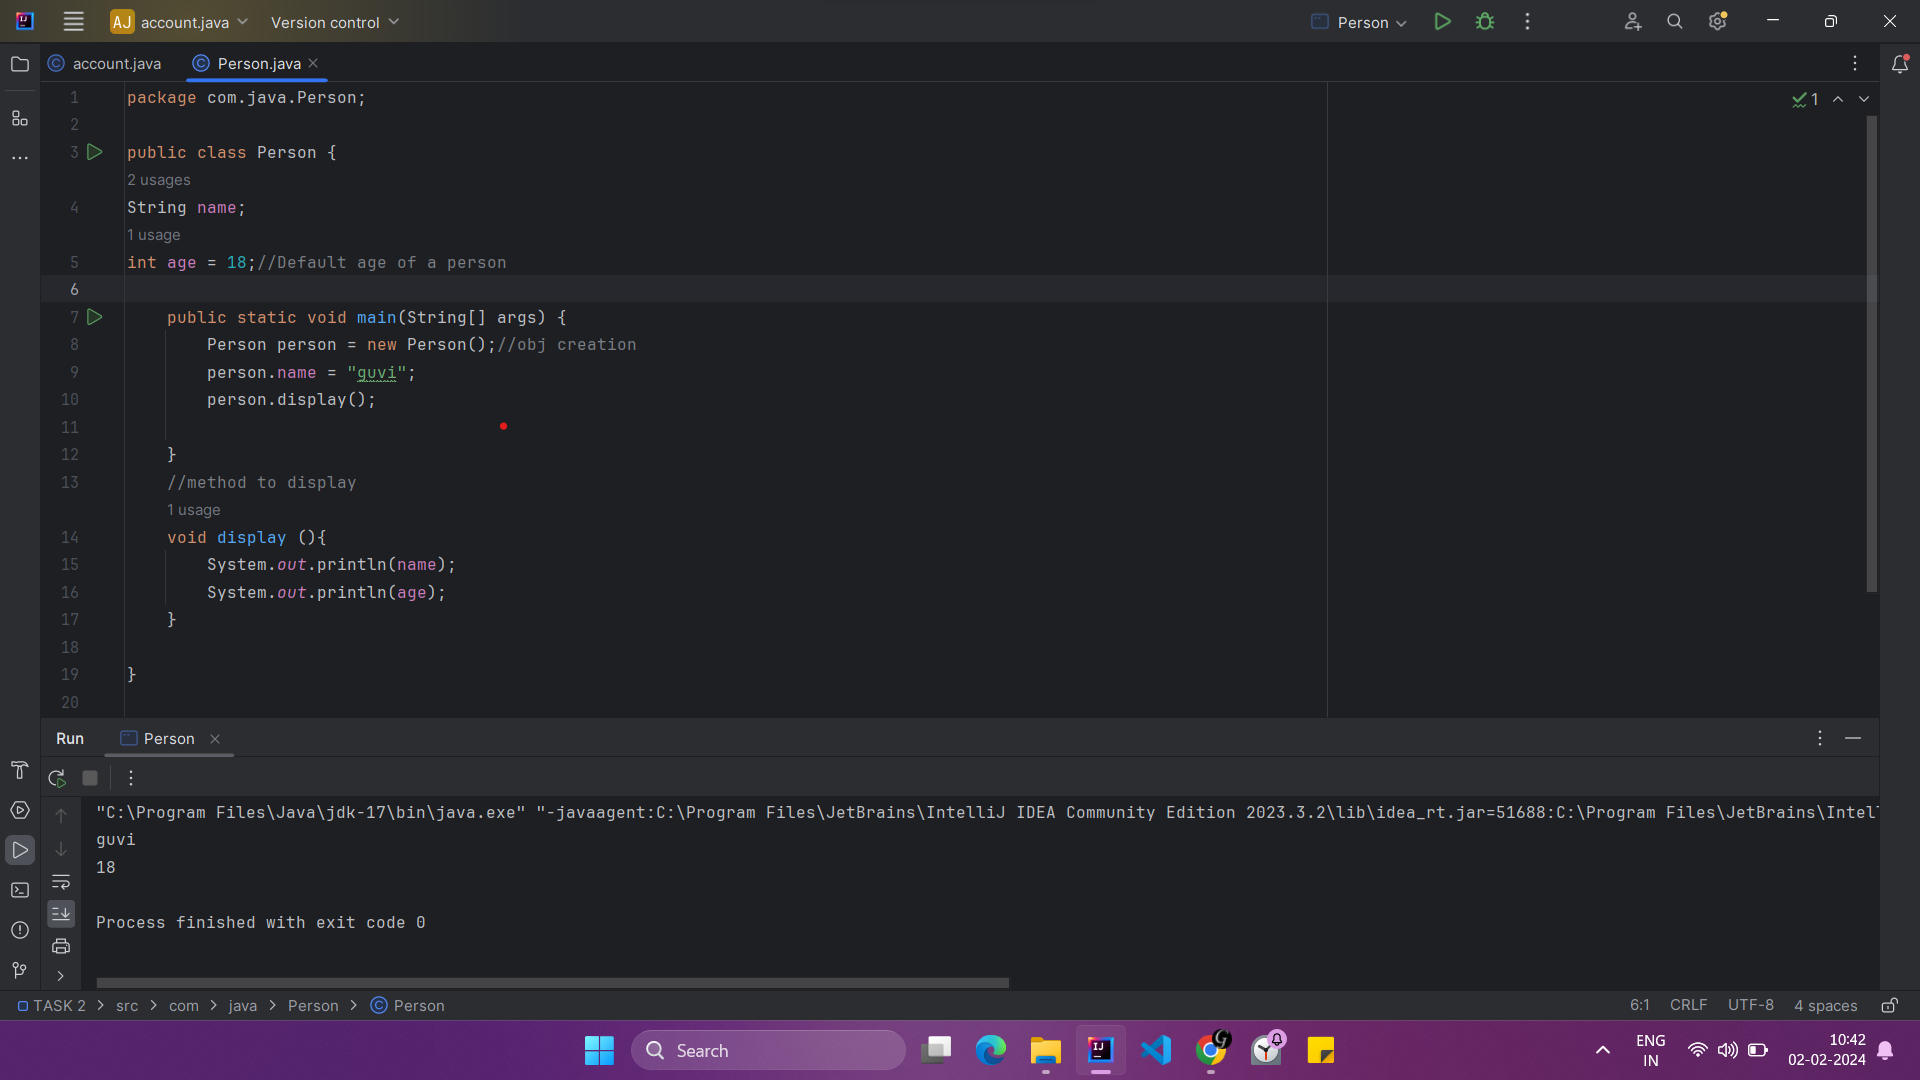 AJ account.java Version control Person
account.java Person.java
1 package com.java.Person; 1
2
3 public class Person {
2 usages
4 String name;
1 usage
5 int age = 18;//Default age of a person
6
7 public static void main(String[] args) {
8 Person person = new Person();//obj creation
9 person.name = "guvi";
10 person.display();
11
12 }
13 //method to display
1 usage
14 void display (){
15 System.out.println(name);
16 System.out.println(age);
17 }
18
19 }
20
Run Person
"C:\Program Files\Java\jdk-17\bin\java.exe" "-javaagent:C:\Program Files\JetBrains\IntelliJ IDEA Community Edition 2023.3.2\lib\idea_rt.jar=51688:C:\Program Files\JetBrains\Intel
guvi
18
Process finished with exit code 0
TASK 2 > src > com > java > Person > Person 6:1 CRLF UTF-8 4 spaces
Search ENG IN 10:42 02-02-2024